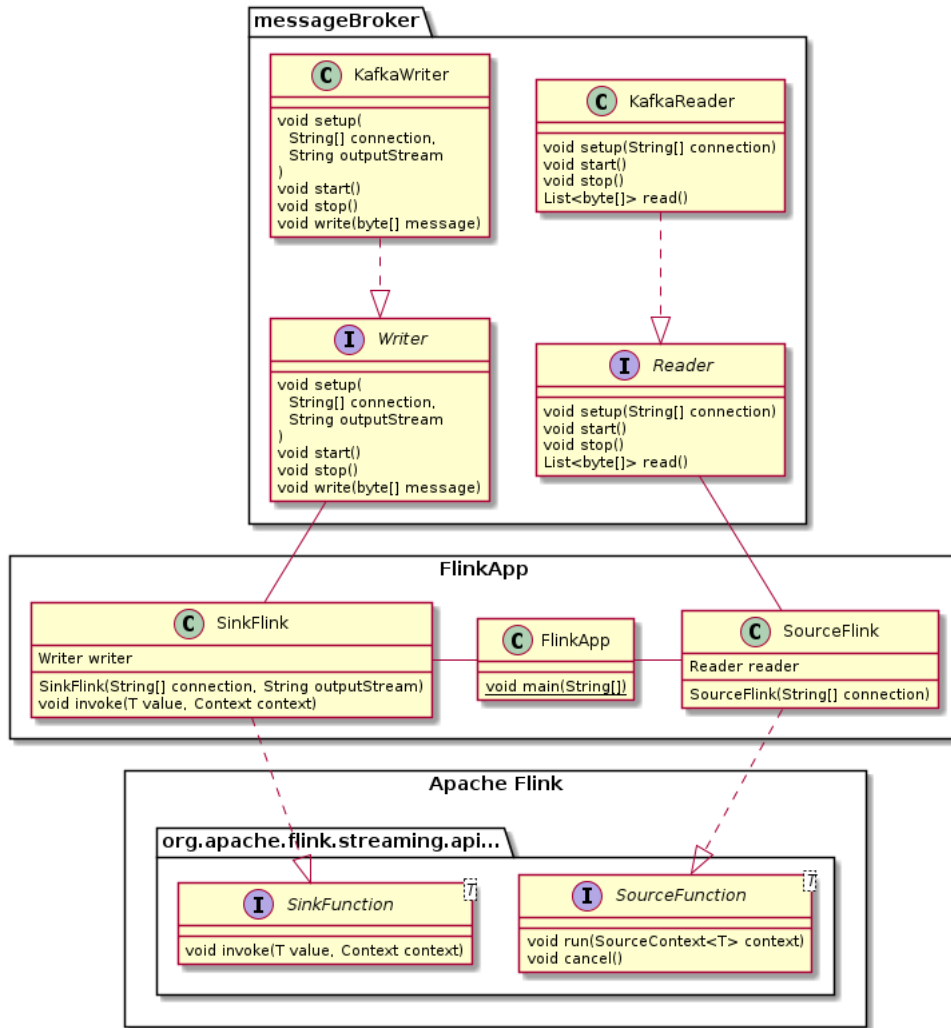 messageBroker
C KafkaWriter
void setup(
String[] connection,
String outputStream
)
void start()
void stop()
void write(byte[] message)
C KafkaReader
void setup(String[] connection)
void start()
void stop()
List<byte[]> read()
I Writer
void setup(
String[] connection,
String outputStream
)
void start()
void stop()
void write(byte[] message)
I Reader
void setup(String[] connection)
void start()
void stop()
List<byte[]> read()
FlinkApp
C SinkFlink
Writer writer
SinkFlink(String[] connection, String outputStream)
void invoke(T value, Context context)
C FlinkApp
void main(String[])
C SourceFlink
Reader reader
SourceFlink(String[] connection)
Apache Flink
org.apache.flink.streaming.api...
I SinkFunction T
void invoke(T value, Context context)
I SourceFunction T
void run(SourceContext<T> context)
void cancel()